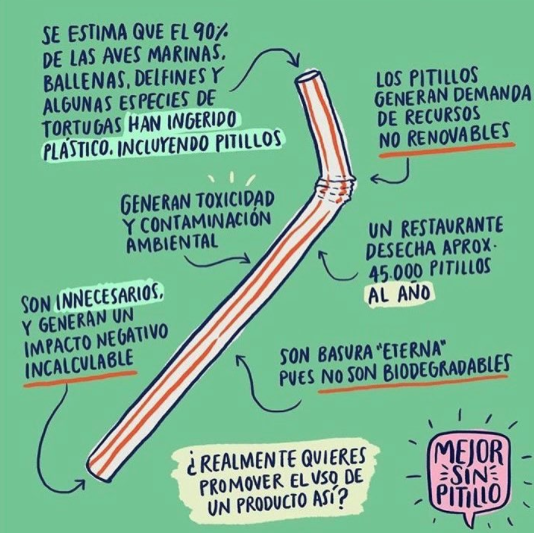 SE ESTIMA QUE EL 90%
DE LAS AVES MARINAS,
BALLENAS, DELFINES Y
ALGUNAS ESPECIES DE
TORTUGAS HAN INGERIDO
PLÁSTICO, INCLUYENDO PITILLOS
LOS PITILLOS
GENERAN DEMANDA
DE RECURSOS
NO RENOVABLES
GENERAN TOXICIDAD
Y CONTAMINACIÓN
AMBIENTAL
UN RESTAURANTE
DESECHA APROX.
45.000 PITILLOS
AL AÑO
SON INNECESARIOS,
Y GENERAN UN
IMPACTO NEGATIVO
INCALCULABLE
SON BASURA "ETERNA"
PUES NO SON BIODEGRADABLES
¿REALMENTE QUIERES
PROMOVER EL USO DE
UN PRODUCTO ASÍ?
MEJOR
SIN
PITILLO